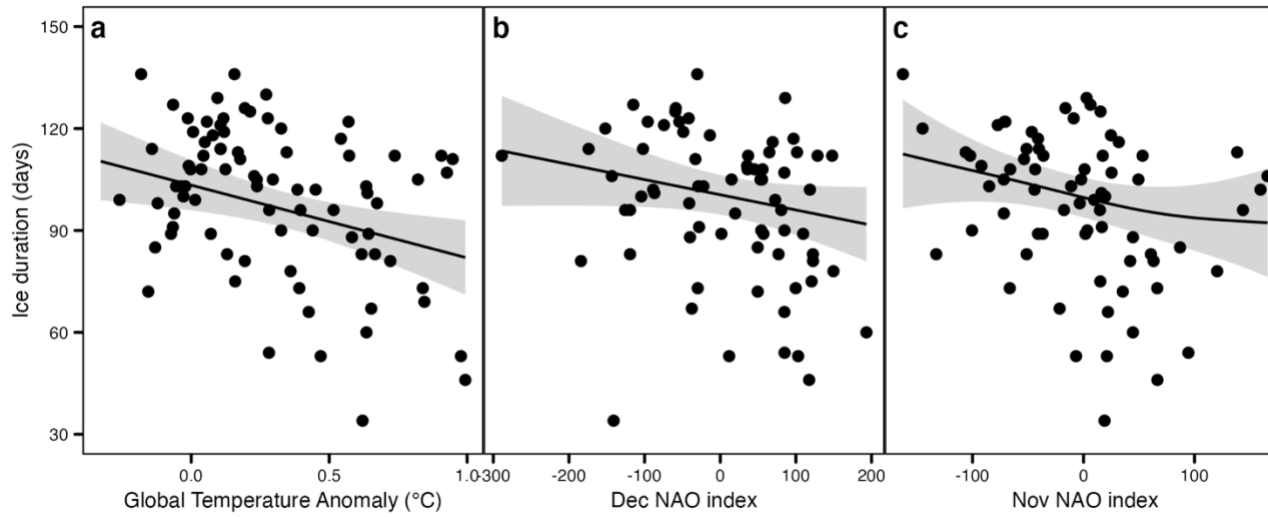 a
b
c
150
120
90
60
30
Ice duration (days)
0.0 0.5 1.0
-300 -200 -100 0 100 200
-100 0 100
Global Temperature Anomaly (°C)
Dec NAO index
Nov NAO index